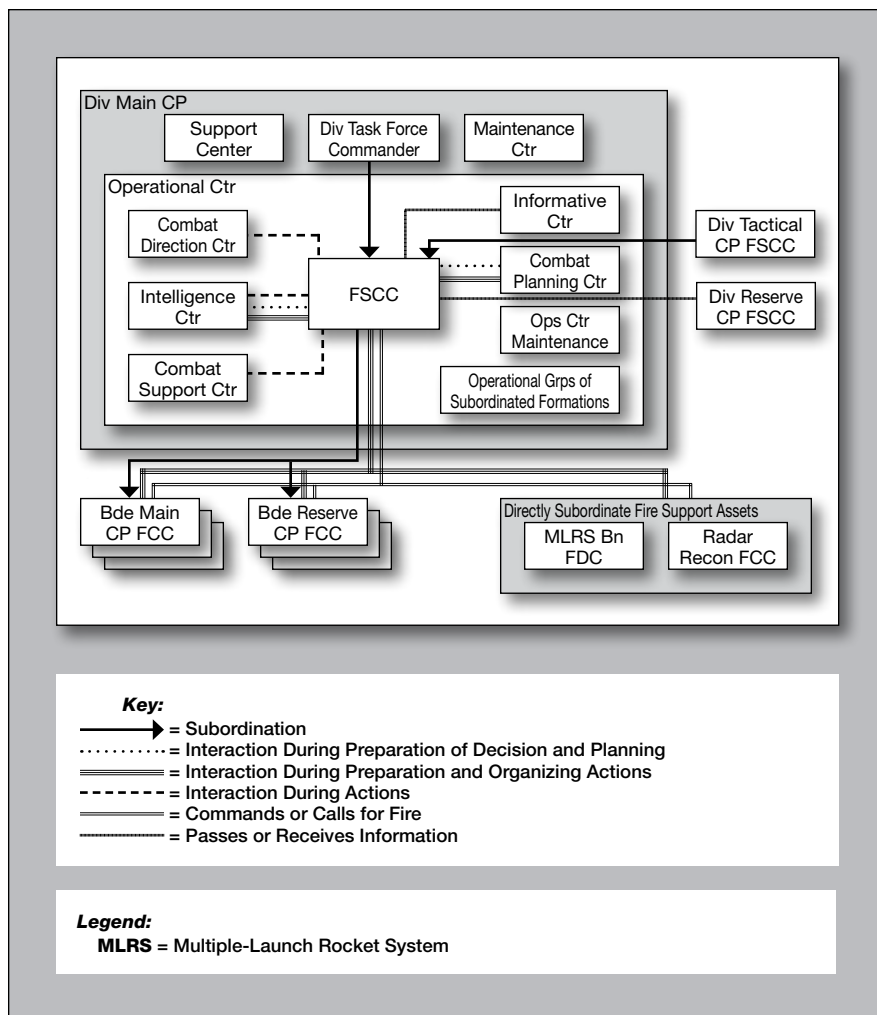 Div Main CP
Support
Center
Div Task Force
Commander
Maintenance
Ctr
Operational Ctr
Combat
Direction Ctr
Informative
Ctr
Div Tactical
CP FSCC
Combat
Planning Ctr
FSCC
Intelligence
Ctr
Div Reserve
CP FSCC
Ops Ctr
Maintenance
Combat
Support Ctr
Operational Grps of
Subordinated Formations
Bde Main
CP FCC
Bde Reserve
CP FCC
Directly Subordinate Fire Support Assets
MLRS Bn
FDC
Radar
Recon FCC
Key:
= Subordination
= Interaction During Preparation of Decision and Planning
= Interaction During Preparation and Organizing Actions
= Interaction During Actions
= Commands or Calls for Fire
= Passes or Receives Information
Legend:
MLRS = Multiple-Launch Rocket System